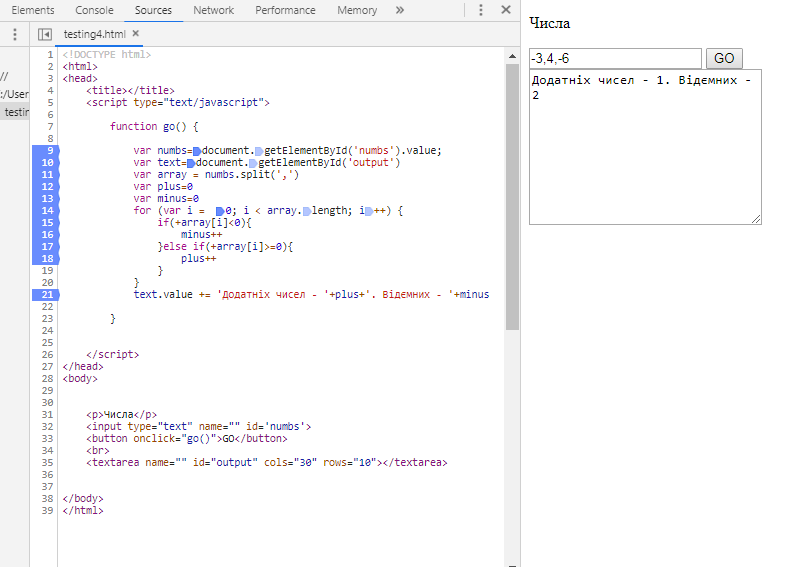 Elements Console Sources Network Performance Memory »
testing4.html ×
//
:/User
testin
1 <!DOCTYPE html>
2 <html>
3 <head>
4 <title></title>
5 <script type="text/javascript">
6
7 function go() {
8
9 var numbs=document.getElementById('numbs').value;
10 var text=document.getElementById('output')
11 var array = numbs.split(',')
12 var plus=0
13 var minus=0
14 for (var i = 0; i < array.length; i++) {
15 if(+array[i]<0){
16 minus++
17 }else if(+array[i]>=0){
18 plus++
19 }
20 }
21 text.value += 'Додатніх чисел - '+plus+'. Відємних - '+minus
22
23 }
24
25
26 </script>
27 </head>
28 <body>
29
30
31 <p>Числа</p>
32 <input type="text" name="" id='numbs'>
33 <button onclick="go()">GO</button>
34 <br>
35 <textarea name="" id="output" cols="30" rows="10"></textarea>
36
37
38 </body>
39 </html>
Числа
-3,4,-6 GO
Додатніх чисел - 1. Відємних -
2